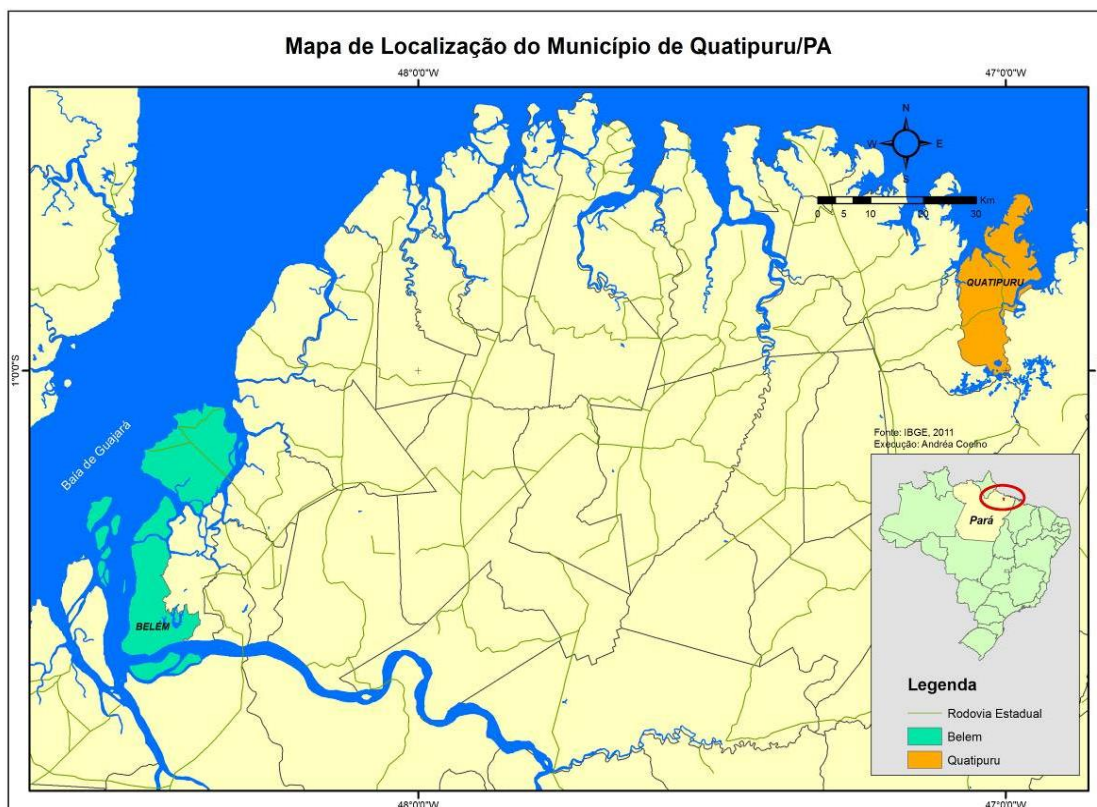 Mapa de Localização do Município de Quatipuru/PA
48°0'0"W
47°0'0"W
N
W
E
S
Km
0 5 10 20 30
QUATIPURU
1°0'0"S
Baía de Guajará
BELÉM
Fonte: IBGE, 2011
Execução: Andréa Coelho
Pará
Legenda
Rodovia Estadual
Belem
Quatipuru
48°0'0"W
47°0'0"W